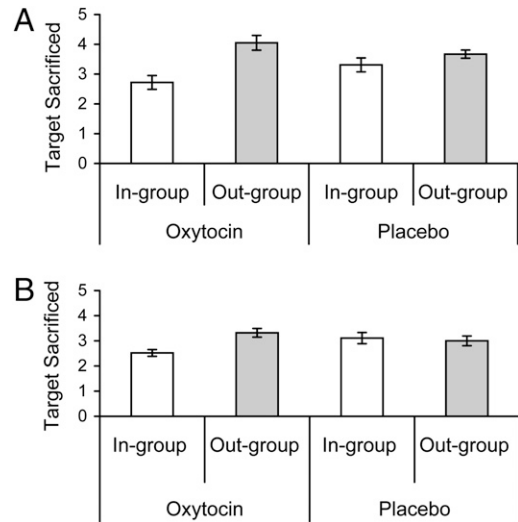 A
Target Sacrificed
5
4
3
2
1
0
In-group Out-group In-group Out-group
Oxytocin Placebo
B
Target Sacrificed
5
4
3
2
1
0
In-group Out-group In-group Out-group
Oxytocin Placebo